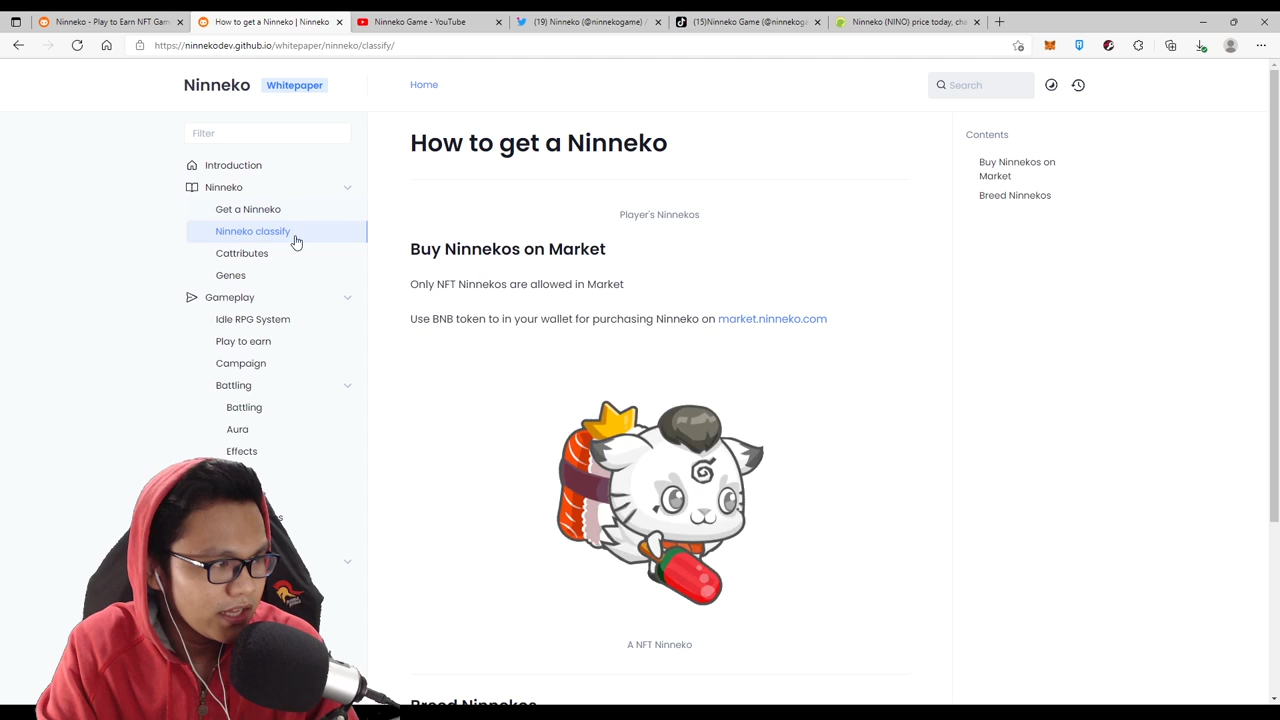 Ninneko - Play to Earn NFT Gam
How to get a Ninneko | Ninneko
Ninneko Game - YouTube
(19) Ninneko (@ninnekogame) /
(15)Ninneko Game (@ninnekog
Ninneko (NINO) price today, cha
https://ninnekodev.github.io/whitepaper/ninneko/classify/
Ninneko
Whitepaper
Home
Search
Filter
Introduction
Ninneko
Get a Ninneko
Ninneko classify
Cattributes
Genes
Gameplay
Idle RPG System
Play to earn
Campaign
Battling
Battling
Aura
Effects
How to get a Ninneko
Player's Ninnekos
Buy Ninnekos on Market
Only NFT Ninnekos are allowed in Market
Use BNB token to in your wallet for purchasing Ninneko on market.ninneko.com
A NFT Ninneko
Breed Ninnekos
Contents
Buy Ninnekos on
Market
Breed Ninnekos